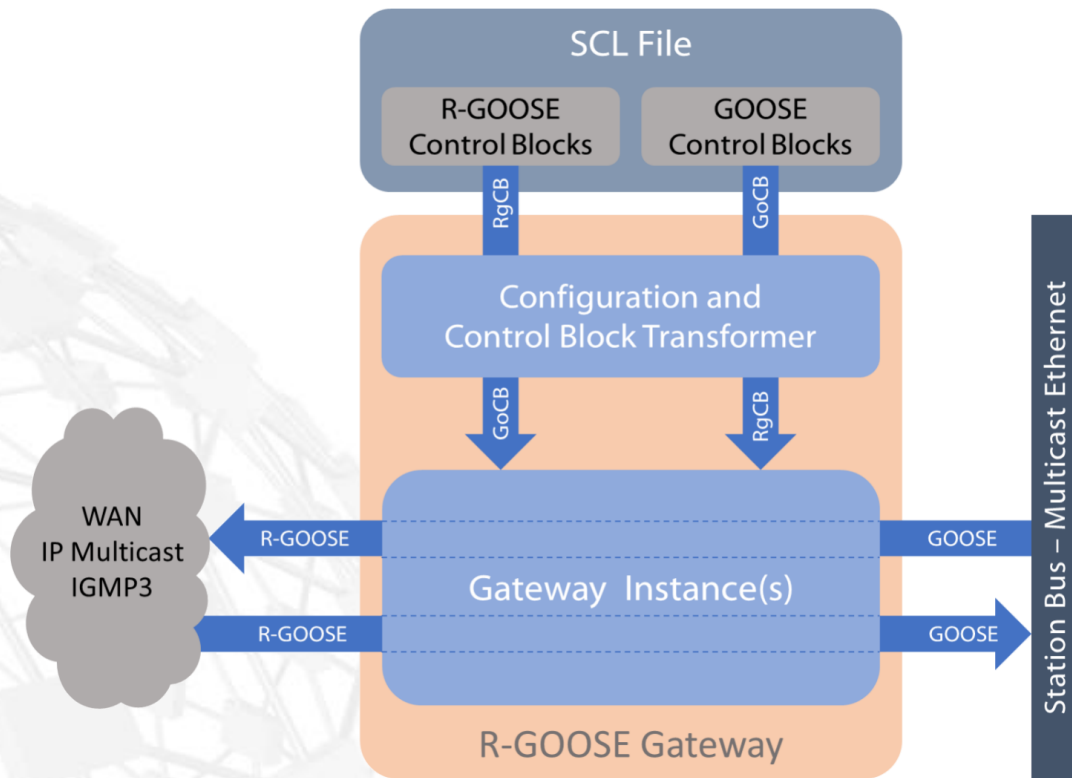 SCL File
R-GOOSE
Control Blocks
GOOSE
Control Blocks
RgCB
GoCB
Configuration and
Control Block Transformer
GoCB
RgCB
WAN
IP Multicast
IGMP3
R-GOOSE
GOOSE
Gateway Instance(s)
R-GOOSE
GOOSE
R-GOOSE Gateway
Station Bus – Multicast Ethernet